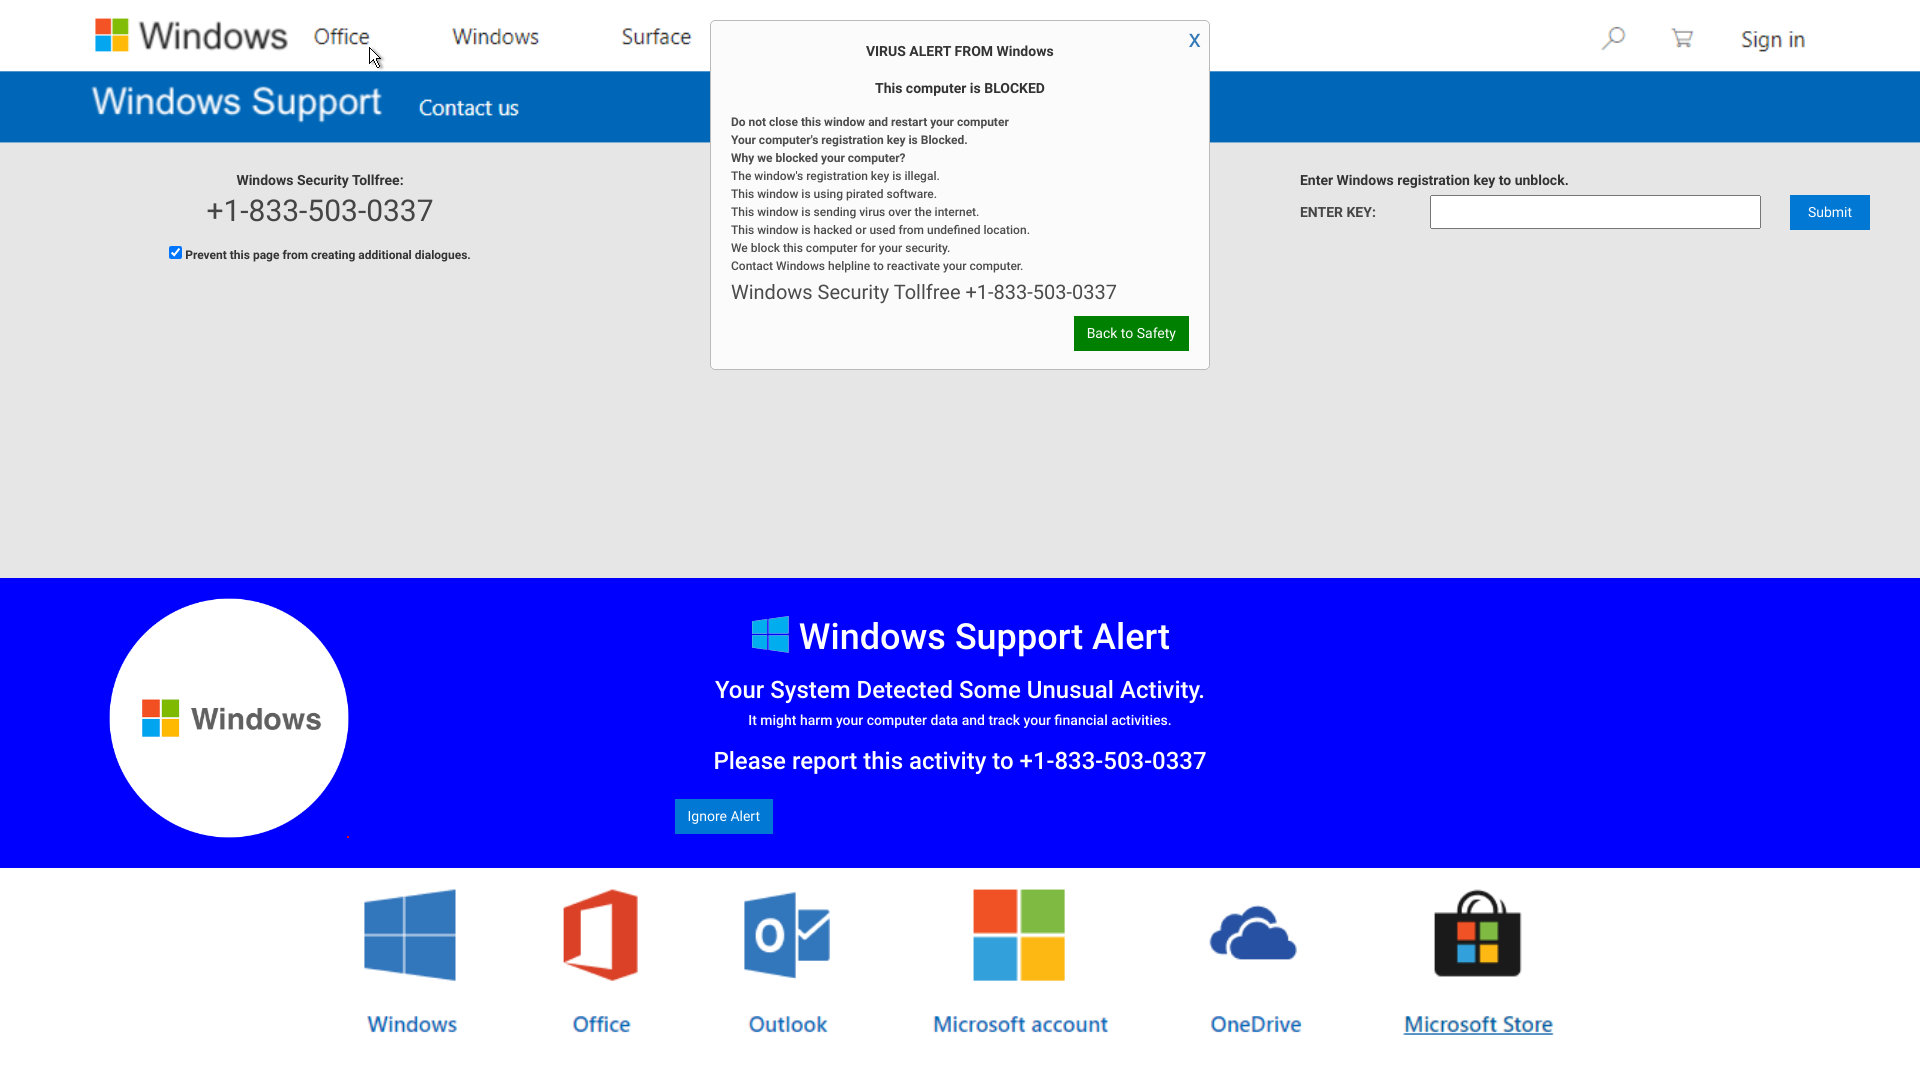 Windows Office Windows Surface
Sign in
Windows Support Contact us
Windows Security Tollfree:
+1-833-503-0337
Prevent this page from creating additional dialogues.
X
VIRUS ALERT FROM Windows
This computer is BLOCKED
Do not close this window and restart your computer
Your computer's registration key is Blocked.
Why we blocked your computer?
The window's registration key is illegal.
This window is using pirated software.
This window is sending virus over the internet.
This window is hacked or used from undefined location.
We block this computer for your security.
Contact Windows helpline to reactivate your computer.
Windows Security Tollfree +1-833-503-0337
Back to Safety
Enter Windows registration key to unblock.
ENTER KEY:
Submit
Windows
Windows Support Alert
Your System Detected Some Unusual Activity.
It might harm your computer data and track your financial activities.
Please report this activity to +1-833-503-0337
Ignore Alert
Windows Office Outlook Microsoft account OneDrive Microsoft Store